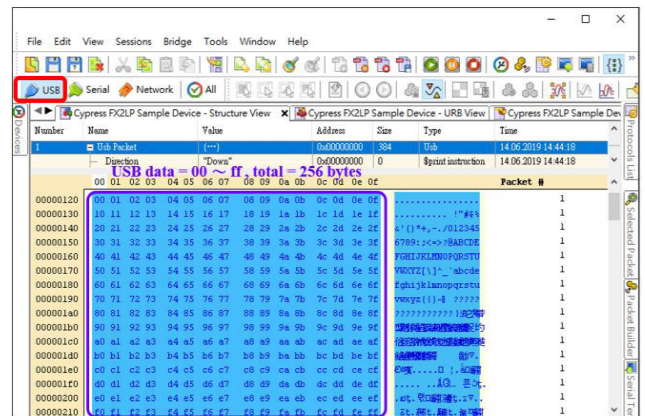 File Edit View Sessions Bridge Tools Window Help
USB Serial Network All
Cypress FX2LP Sample Device - Structure View x Cypress FX2LP Sample Device - URB View Cypress FX2LP Sample Dev
Number Name Value Address Size Type Time
1 Usb Packet {...} 0x00000000 384 Usb 14.06.2019 14:44:18
Direction "Down" 0x00000000 0 $print instruction 14.06.2019 14:44:18
USB data = 00 ～ ff , total = 256 bytes
00 01 02 03 04 05 06 07 08 09 0a 0b 0c 0d 0e 0f Packet #
00000120 00 01 02 03 04 05 06 07 08 09 0a 0b 0c 0d 0e 0f ................ 1
00000130 10 11 12 13 14 15 16 17 18 19 1a 1b 1c 1d 1e 1f 1
00000140 20 21 22 23 24 25 26 27 28 29 2a 2b 2c 2d 2e 2f &'()*+,-./012345 1
00000150 30 31 32 33 34 35 36 37 38 39 3a 3b 3c 3d 3e 3f 6789:;<=>?@ABCDE 1
00000160 40 41 42 43 44 45 46 47 48 49 4a 4b 4c 4d 4e 4f FGHIJKLMNOPQRSTU 1
00000170 50 51 52 53 54 55 56 57 58 59 5a 5b 5c 5d 5e 5f VWXYZ[\]^_`abcde 1
00000180 60 61 62 63 64 65 66 67 68 69 6a 6b 6c 6d 6e 6f fghijklmnopqrstu 1
00000190 70 71 72 73 74 75 76 77 78 79 7a 7b 7c 7d 7e 7f 1
000001a0 80 81 82 83 84 85 86 87 88 89 8a 8b 8c 8d 8e 8f 1
000001b0 90 91 92 93 94 95 96 97 98 99 9a 9b 9c 9d 9e 9f 1
000001c0 a0 a1 a2 a3 a4 a5 a6 a7 a8 a9 aa ab ac ad ae af 1
000001d0 b0 b1 b2 b3 b4 b5 b6 b7 b8 b9 ba bb bc bd be bf 1
000001e0 c0 c1 c2 c3 c4 c5 c6 c7 c8 c9 ca cb cc cd ce cf 1
000001f0 d0 d1 d2 d3 d4 d5 d6 d7 d8 d9 da db dc dd de df 1
00000200 e0 e1 e2 e3 e4 e5 e6 e7 e8 e9 ea eb ec ed ee ef 1
00000210 f0 f1 f2 f3 f4 f5 f6 f7 f8 f9 fa fb fc fd fe ff 1
Devices
Protocols List
Selected Packet
Packet Builder
Serial Te